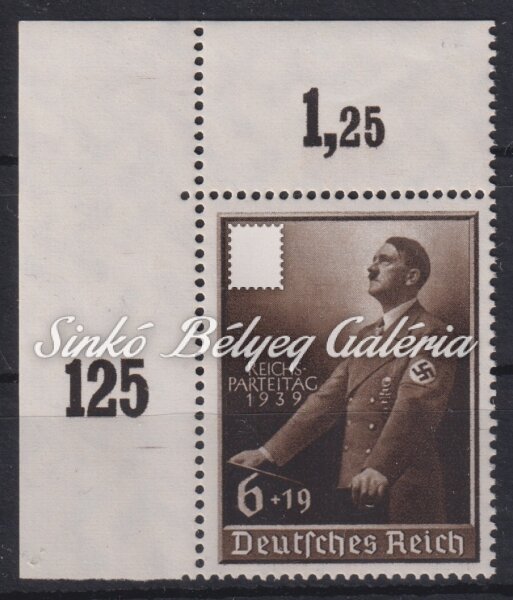 1,25
Sinkó Bélyeg Galéria
REICHS-
PARTEITAG
1939
125
6+19
Deutsches Reich